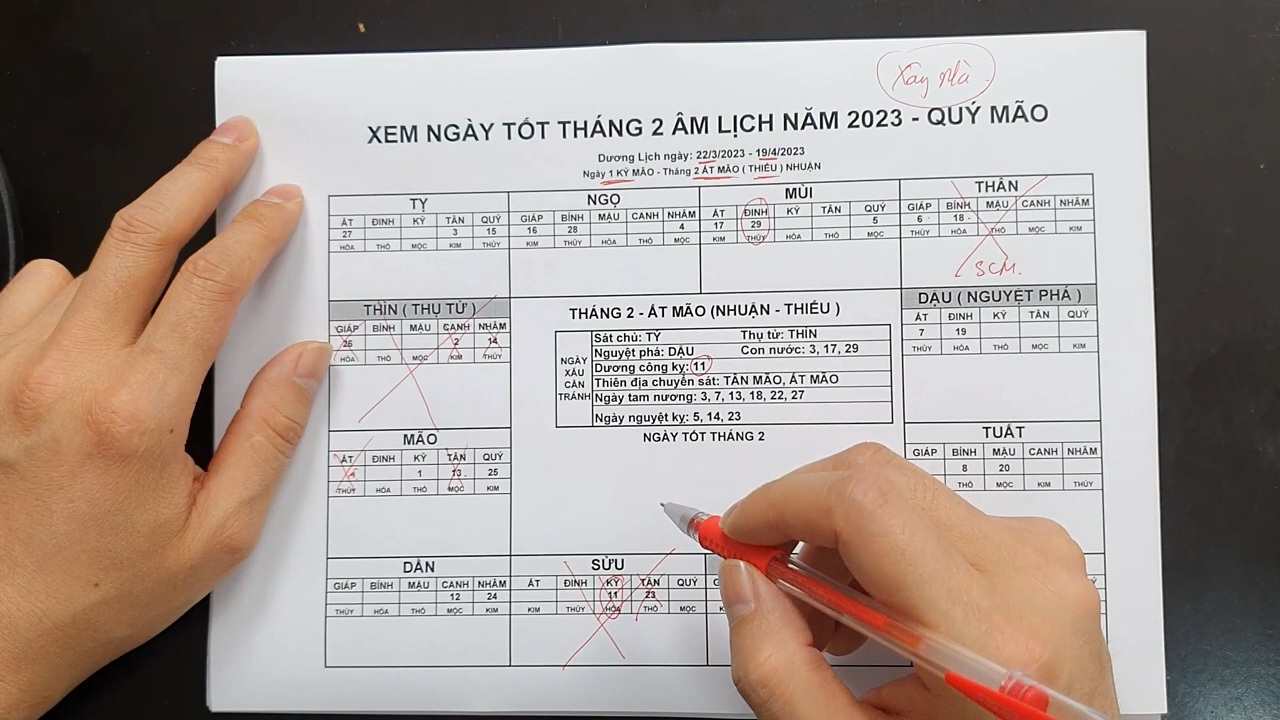 Xây nhà.
XEM NGÀY TỐT THÁNG 2 ÂM LỊCH NĂM 2023 - QUÝ MÃO
Dương Lịch ngày: 22/3/2023 - 19/4/2023
Ngày 1 KỶ MÃO - Tháng 2 ẤT MÃO ( THIẾU ) NHUẬN
TỴ
ẤT ĐINH KỶ TÂN QUÝ
27 3 15
HỎA THỔ MỘC KIM THỦY
NGỌ
GIÁP BÍNH MẬU CANH NHÂM
16 28 4
KIM THỦY HỎA THỔ MỘC
MÙI
ẤT ĐINH KỶ TÂN QUÝ
17 29 5
KIM THỦY HỎA THỔ MỘC
THÂN
GIÁP BÍNH MẬU CANH NHÂM
6 18
THỦY HỎA THỔ MỘC KIM
SCM.
THÌN ( THỤ TỬ )
GIÁP BÍNH MẬU CANH NHÂM
26 2 14
HỎA THỔ MỘC KIM THỦY
THÁNG 2 - ẤT MÃO (NHUẬN - THIẾU )
NGÀY XẤU CẦN TRÁNH
Sát chủ: TÝ Thụ tử: THÌN
Nguyệt phá: DẬU Con nước: 3, 17, 29
Dương công kỵ: 11
Thiên địa chuyển sát: TÂN MÃO, ẤT MÃO
Ngày tam nương: 3, 7, 13, 18, 22, 27
Ngày nguyệt kỵ: 5, 14, 23
NGÀY TỐT THÁNG 2
DẬU ( NGUYỆT PHÁ )
ẤT ĐINH KỶ TÂN QUÝ
7 19
THỦY HỎA THỔ MỘC KIM
MÃO
ẤT ĐINH KỶ TÂN QUÝ
1 13 25
THỦY HỎA THỔ MỘC KIM
TUẤT
GIÁP BÍNH MẬU CANH NHÂM
8 20
THỔ MỘC KIM THỦY
DẦN
GIÁP BÍNH MẬU CANH NHÂM
12 24
THỦY HỎA THỔ MỘC KIM
SỬU
ẤT ĐINH KỶ TÂN QUÝ
11 23
KIM THỦY HỎA THỔ MỘC